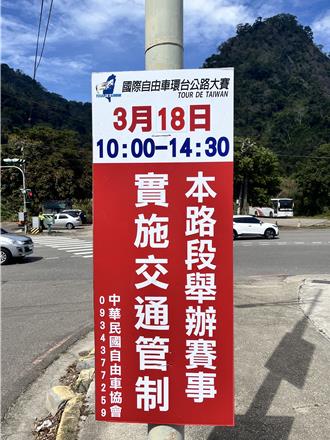 國際自由車環台公路大賽
TOUR DE TAIWAN
3月18日
10:00-14:30
本路段舉辦賽事
實施交通管制
中華民國自由車協會
0934377259